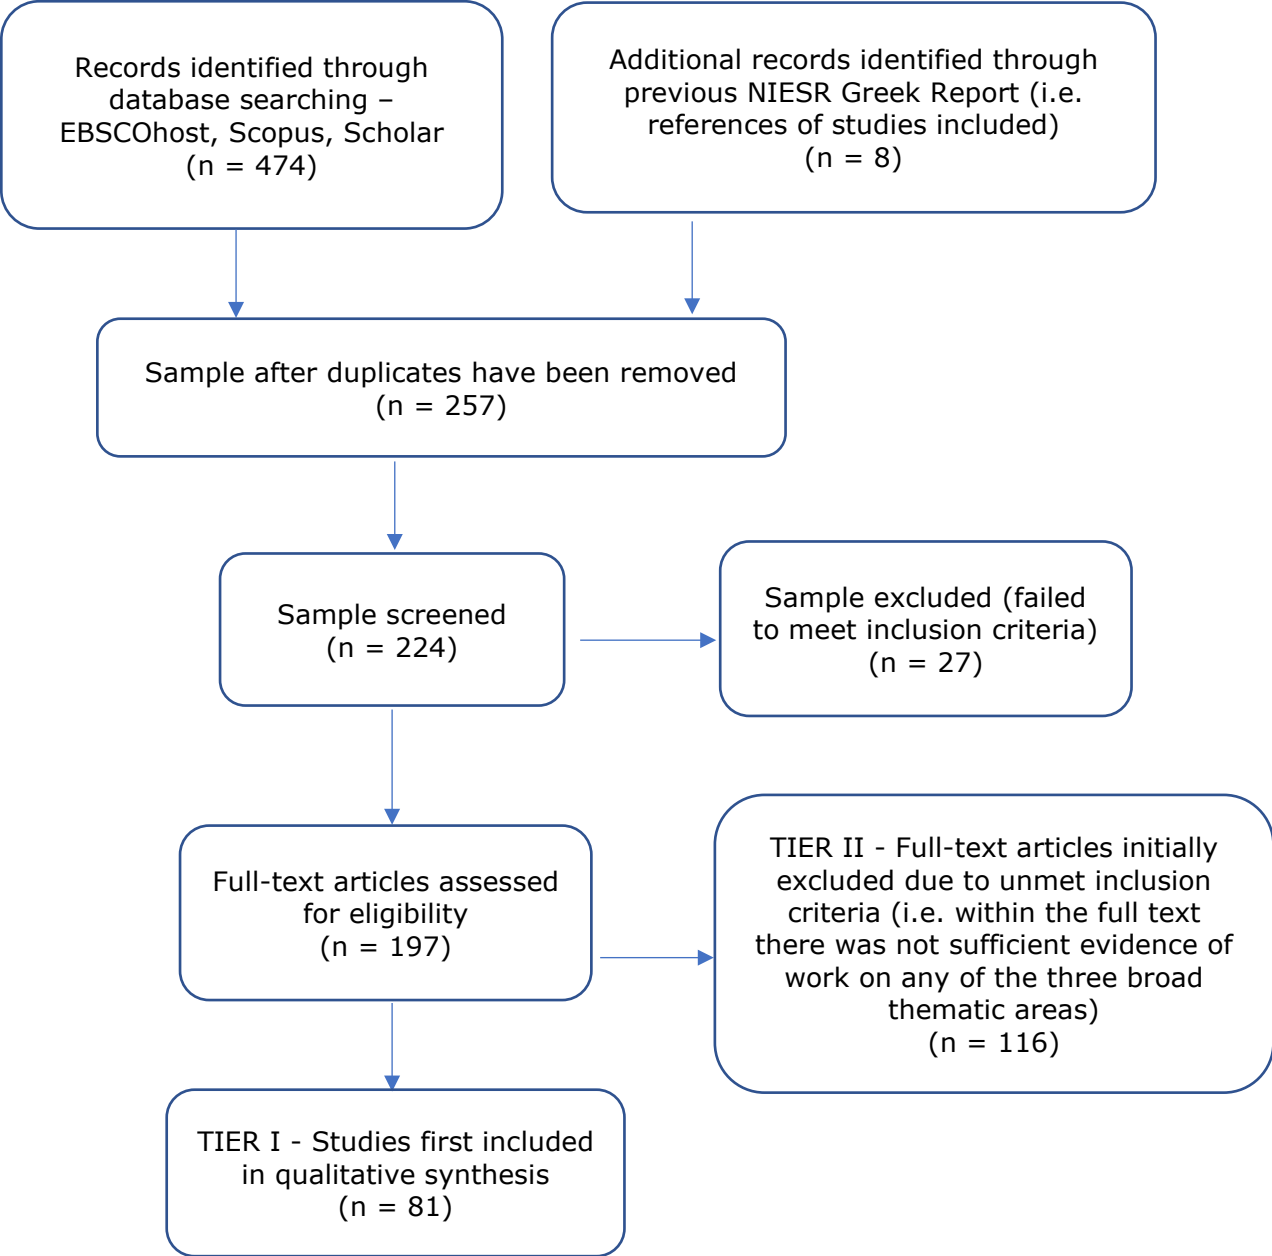 Records identified through
database searching –
EBSCOhost, Scopus, Scholar
(n = 474)
Additional records identified through
previous NIESR Greek Report (i.e.
references of studies included)
(n = 8)
Sample after duplicates have been removed
(n = 257)
Sample screened
(n = 224)
Sample excluded (failed
to meet inclusion criteria)
(n = 27)
Full-text articles assessed
for eligibility
(n = 197)
TIER II - Full-text articles initially
excluded due to unmet inclusion
criteria (i.e. within the full text
there was not sufficient evidence of
work on any of the three broad
thematic areas)
(n = 116)
TIER I - Studies first included
in qualitative synthesis
(n = 81)